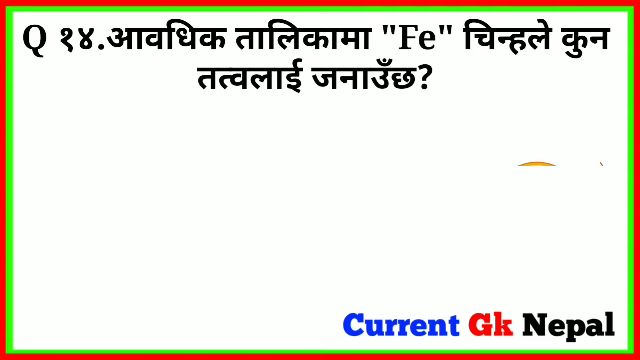 Q १४.आवधिक तालिकामा "Fe" चिन्हले कुन
तत्वलाई जनाउँछ?
Current Gk Nepal